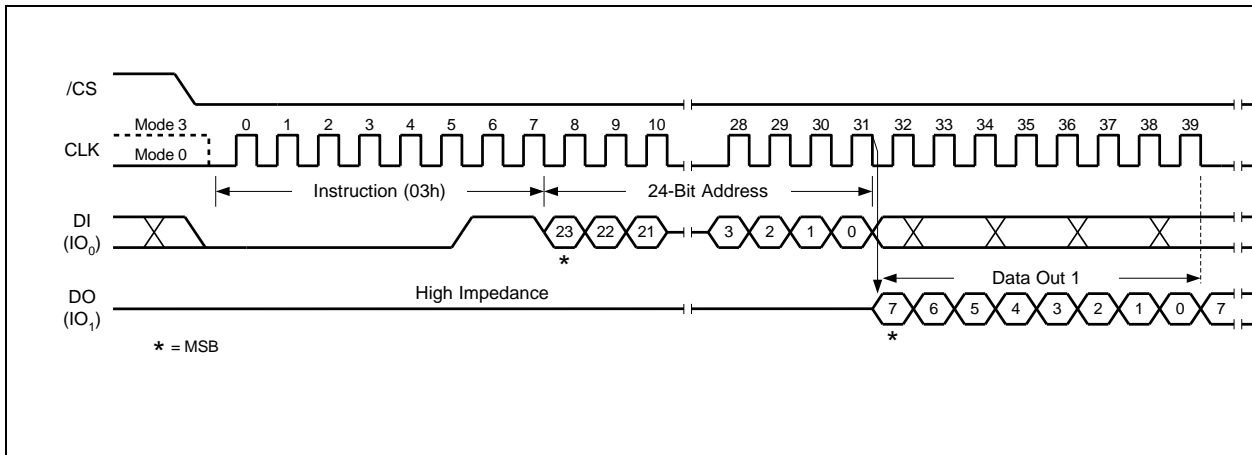 /CS
Mode 3
0 1 2 3 4 5 6 7 8 9 10 28 29 30 31 32 33 34 35 36 37 38 39
CLK
Mode 0
Instruction (03h)
24-Bit Address
DI
(IO0)
23 22 21 3 2 1 0
*
Data Out 1
High Impedance
DO
(IO1)
7 6 5 4 3 2 1 0 7
*
* = MSB